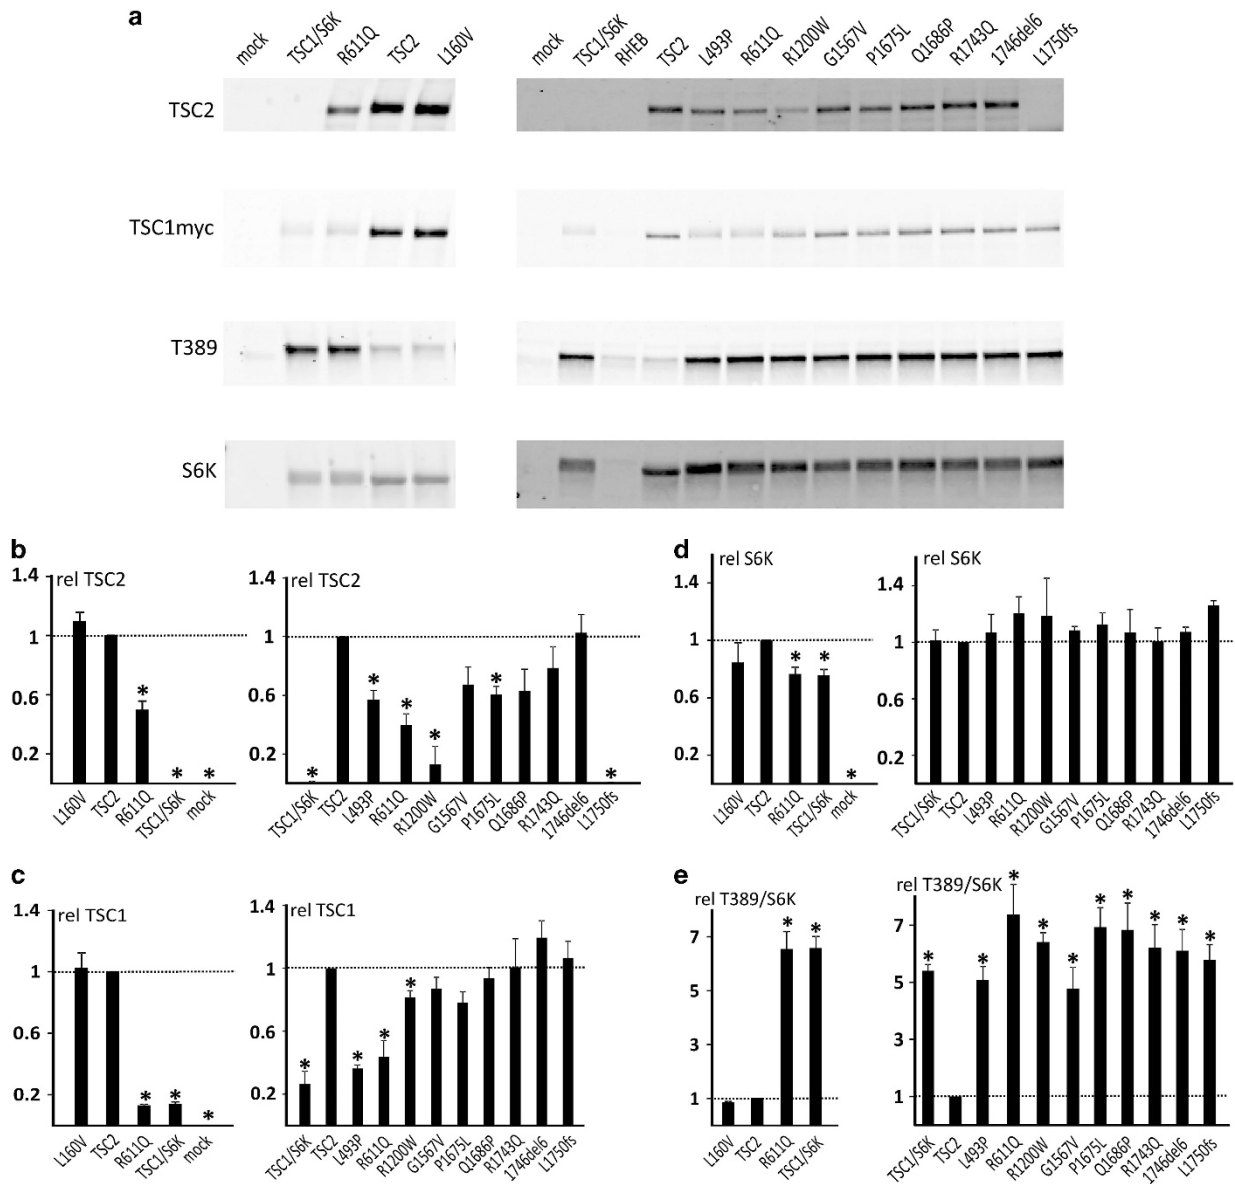 a
mock TSC1/S6K R611Q TSC2 L160V
mock TSC1/S6K RHEB TSC2 L493P R611Q R1200W G1567V P1675L Q1686P R1743Q 1746del6 L1750fs
TSC2
TSC1myc
T389
S6K
b
rel TSC2
1.4
1
0.6
0.2
* * *
L160V TSC2 R611Q TSC1/S6K mock
rel TSC2
1.4
1
0.6
0.2
* * * * * *
TSC1/S6K TSC2 L493P R611Q R1200W G1567V P1675L Q1686P R1743Q 1746del6 L1750fs
c
rel TSC1
1.4
1
0.6
0.2
* * *
L160V TSC2 R611Q TSC1/S6K mock
rel TSC1
1.4
1
0.6
0.2
* * * *
TSC1/S6K TSC2 L493P R611Q R1200W G1567V P1675L Q1686P R1743Q 1746del6 L1750fs
d
rel S6K
1.4
1
0.6
0.2
* * *
L160V TSC2 R611Q TSC1/S6K mock
rel S6K
1.4
1
0.6
0.2
TSC1/S6K TSC2 L493P R611Q R1200W G1567V P1675L Q1686P R1743Q 1746del6 L1750fs
e
rel T389/S6K
7
5
3
1
* *
L160V TSC2 R611Q TSC1/S6K
rel T389/S6K
7
5
3
1
* * * * * * * * * *
TSC1/S6K TSC2 L493P R611Q R1200W G1567V P1675L Q1686P R1743Q 1746del6 L1750fs